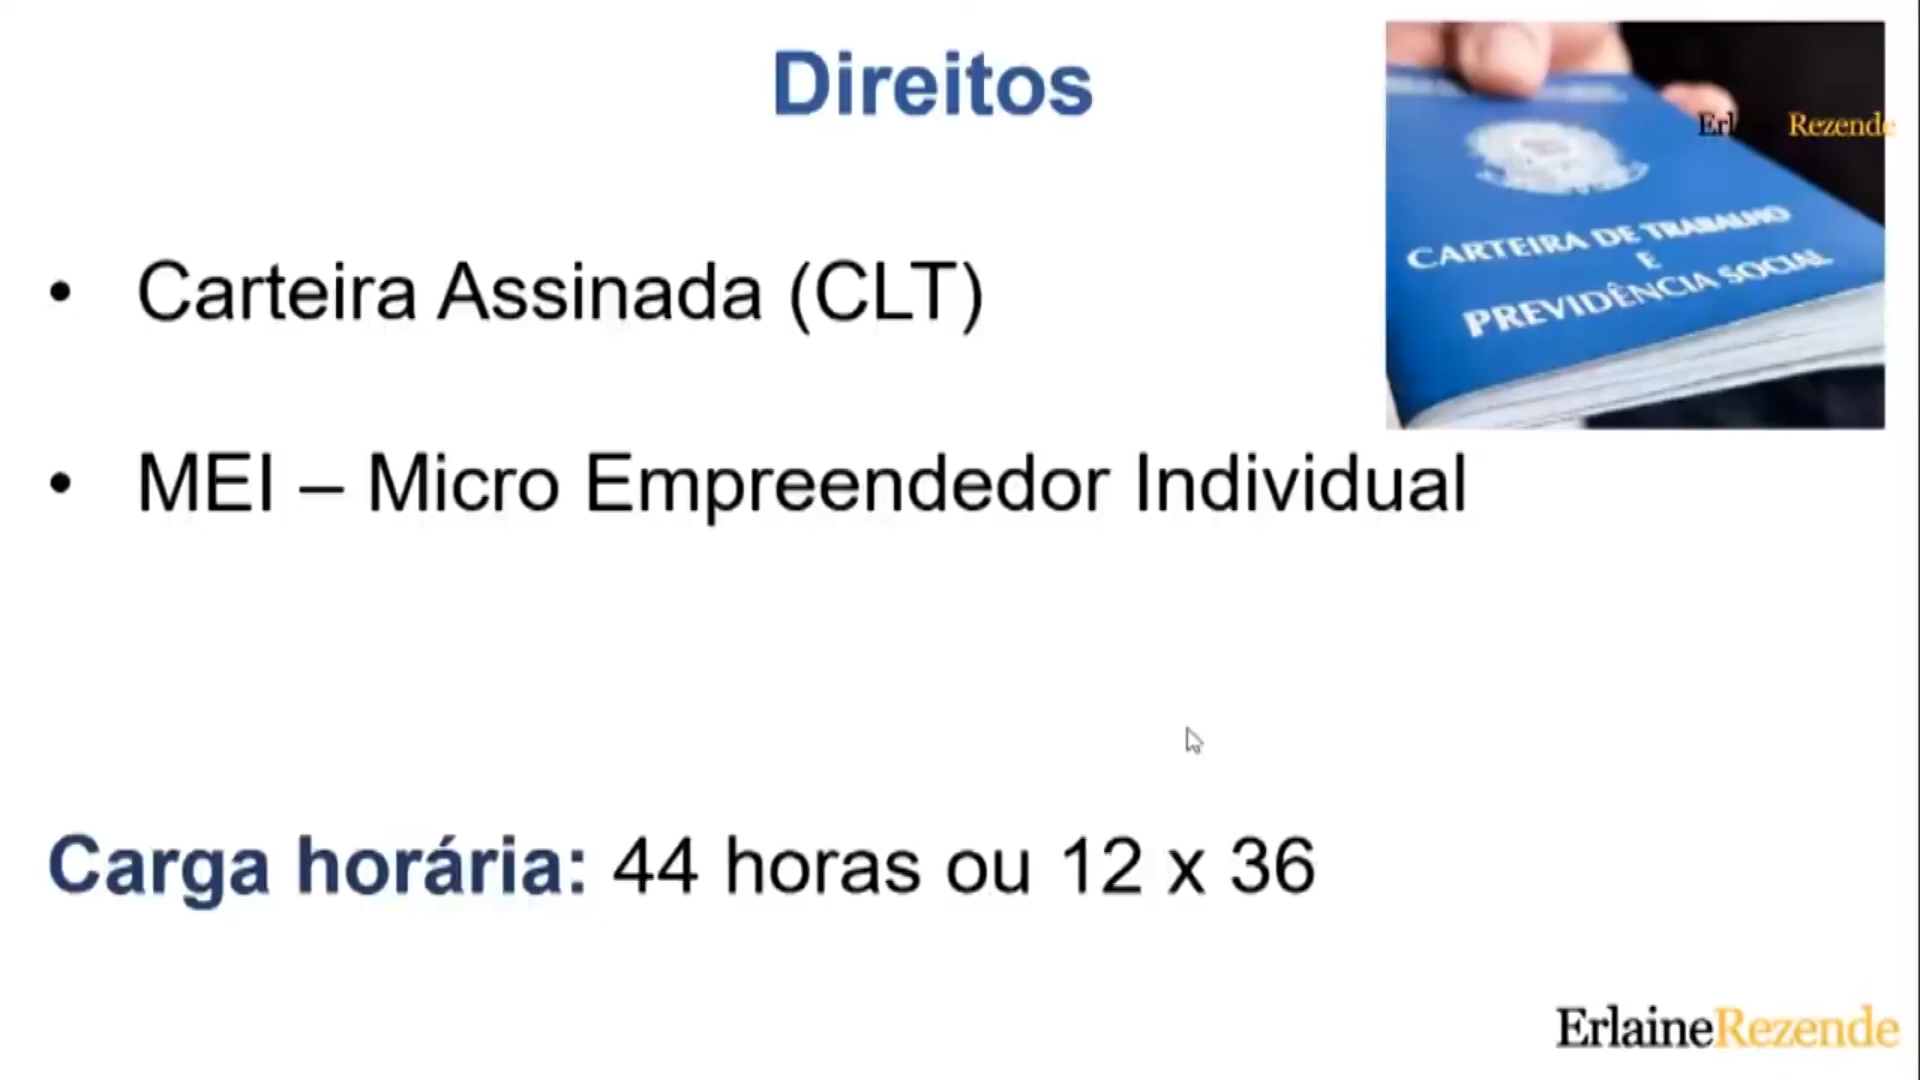 Direitos
Erl Rezende
CARTEIRA DE TRABALHO
E
PREVIDÊNCIA SOCIAL
• Carteira Assinada (CLT)
• MEI – Micro Empreendedor Individual
Carga horária: 44 horas ou 12 x 36
ErlaineRezende